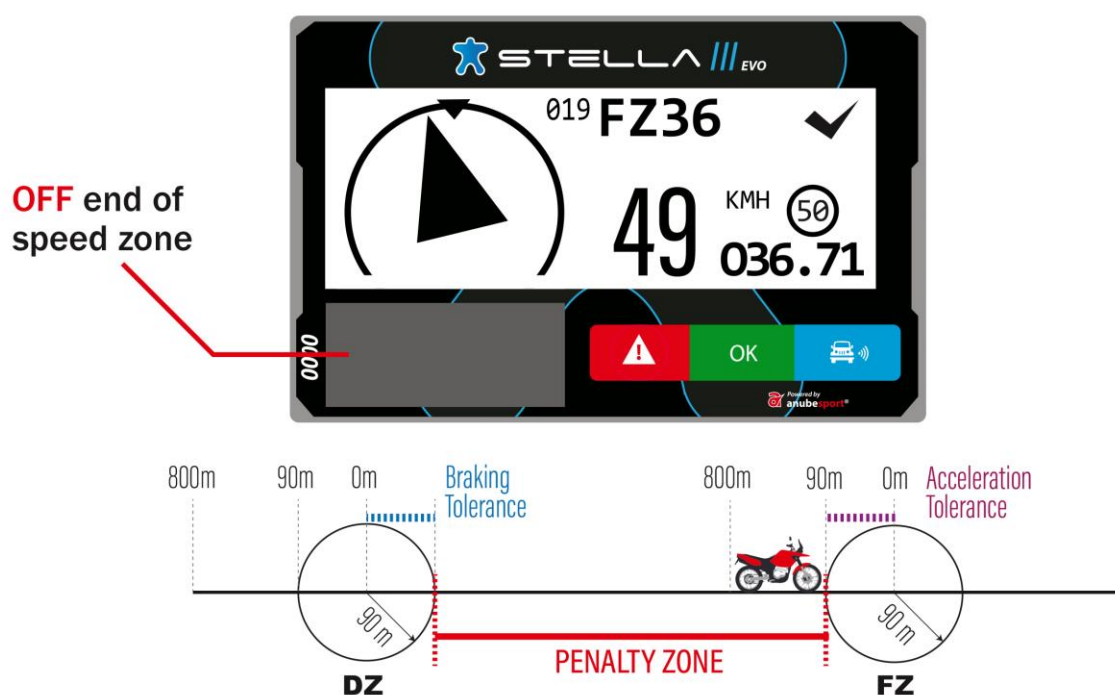 STELLA III EVO
019 FZ36
OFF end of
speed zone
49 KMH 50
036.71
0000
OK
Powered by
anubesport®
800m 90m 0m Braking
Tolerance
800m 90m 0m Acceleration
Tolerance
90 m
90 m
PENALTY ZONE
DZ
FZ